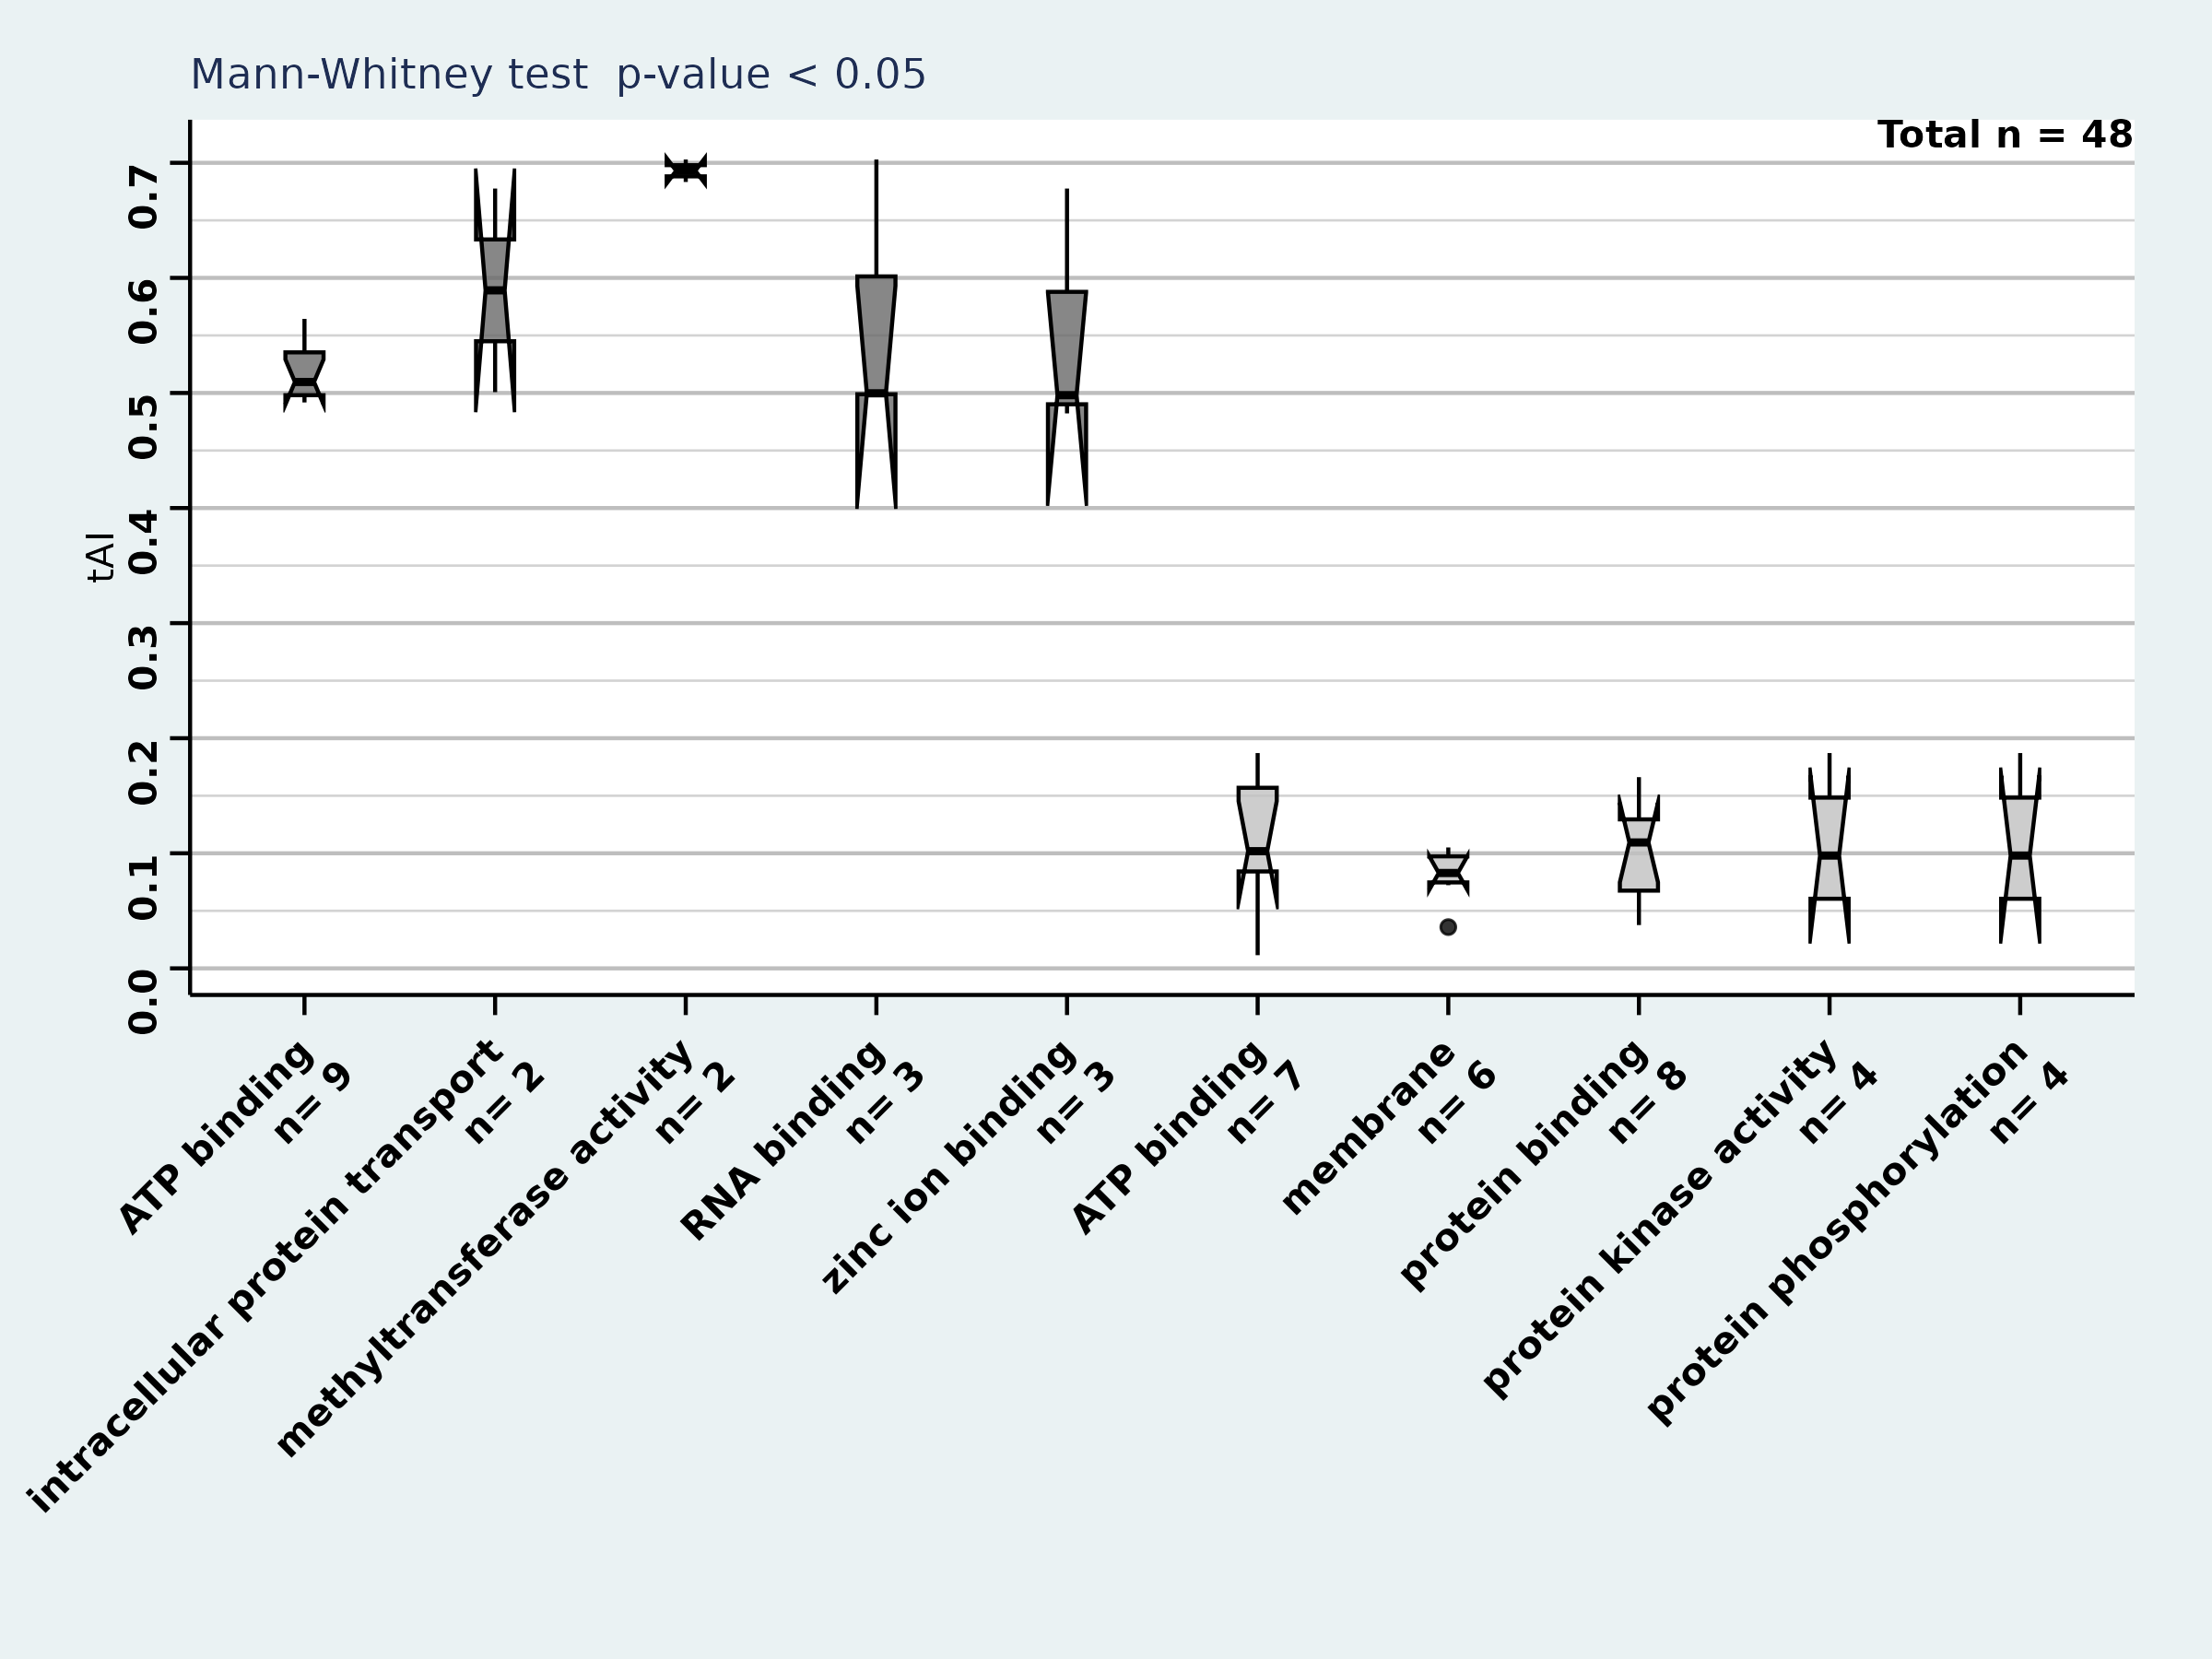 Mann-Whitney test  p-value < 0.05
Total n = 48
tAI
0.7
0.6
0.5
0.4
0.3
0.2
0.1
0.0
ATP binding
n= 9
intracellular protein transport
n= 2
methyltransferase activity
n= 2
RNA binding
n= 3
zinc ion binding
n= 3
ATP binding
n= 7
membrane
n= 6
protein binding
n= 8
protein kinase activity
n= 4
protein phosphorylation
n= 4